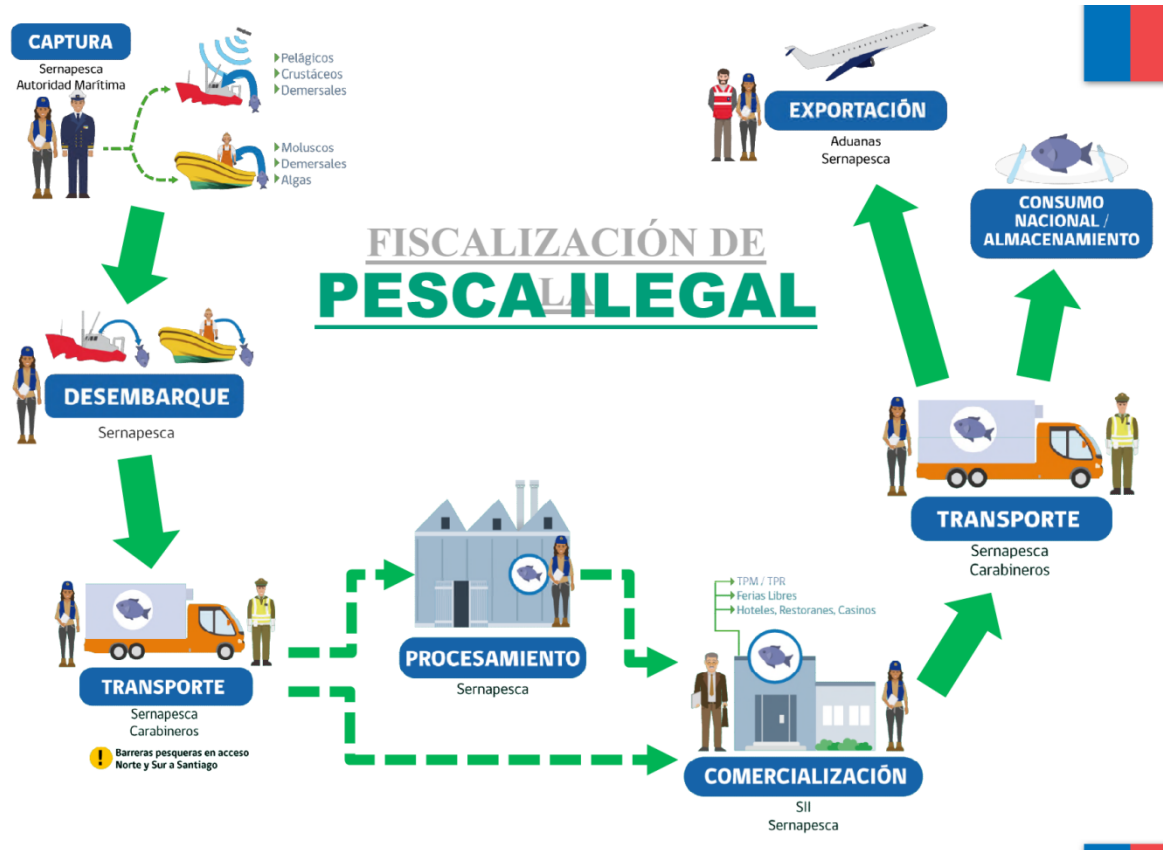 CAPTURA
Sernapesca
Autoridad Marítima
Pelágicos
Crustáceos
Demersales
Moluscos
Demersales
Algas
EXPORTACIÓN
Aduanas
Sernapesca
CONSUMO
NACIONAL /
ALMACENAMIENTO
FISCALIZACIÓN DE
LA
PESCA ILEGAL
DESEMBARQUE
Sernapesca
TRANSPORTE
Sernapesca
Carabineros
Barreras pesqueras en acceso
Norte y Sur a Santiago
PROCESAMIENTO
Sernapesca
TPM / TPR
Ferias Libres
Hoteles, Restoranes, Casinos
COMERCIALIZACIÓN
SII
Sernapesca
TRANSPORTE
Sernapesca
Carabineros